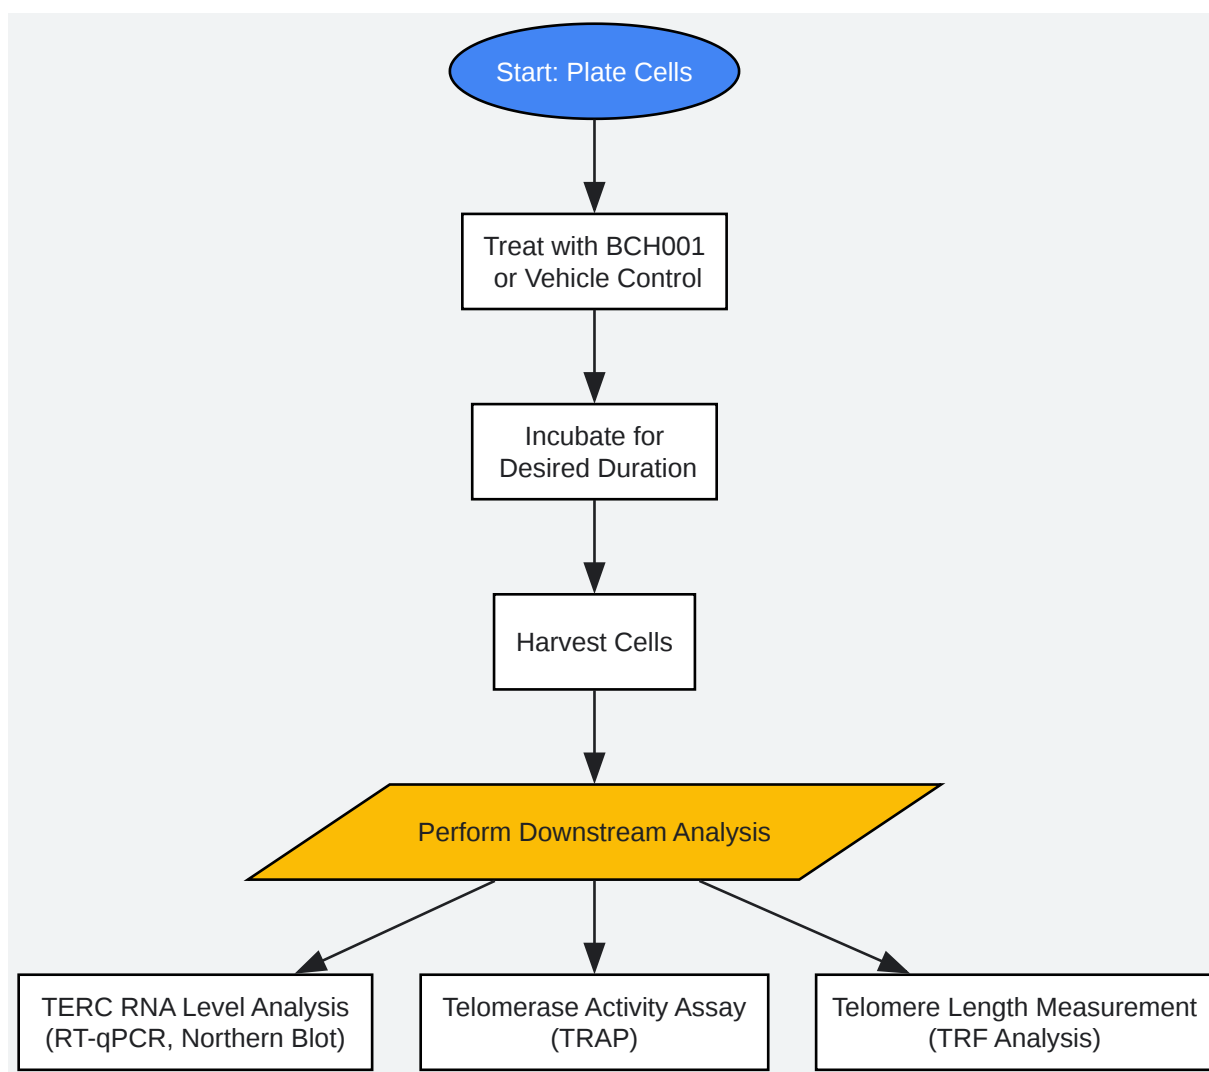 Start: Plate Cells
Treat with BCH001
or Vehicle Control
Incubate for
Desired Duration
Harvest Cells
Perform Downstream Analysis
TERC RNA Level Analysis
(RT-qPCR, Northern Blot)
Telomerase Activity Assay
(TRAP)
Telomere Length Measurement
(TRF Analysis)